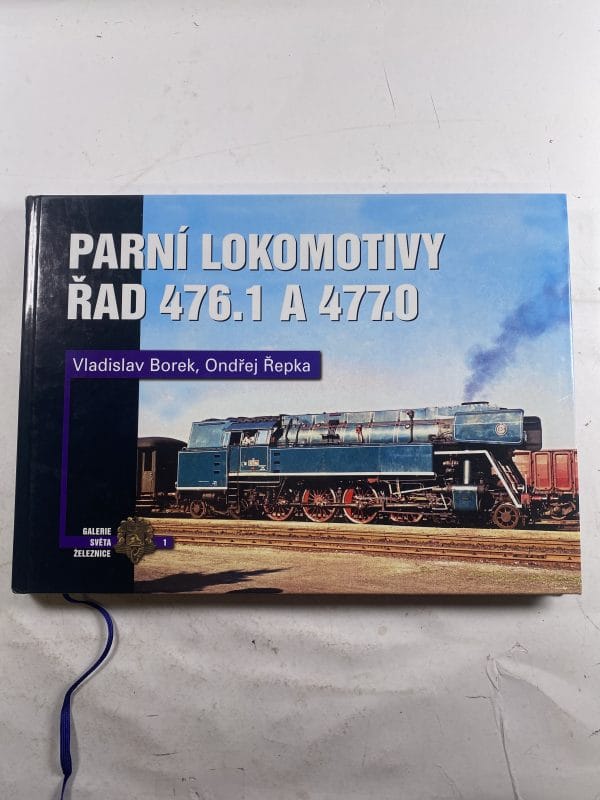 PARNÍ LOKOMOTIVY
ŘAD 476.1 A 477.0
Vladislav Borek, Ondřej Řepka
GALERIE
SVĚTA
ŽELEZNICE
1